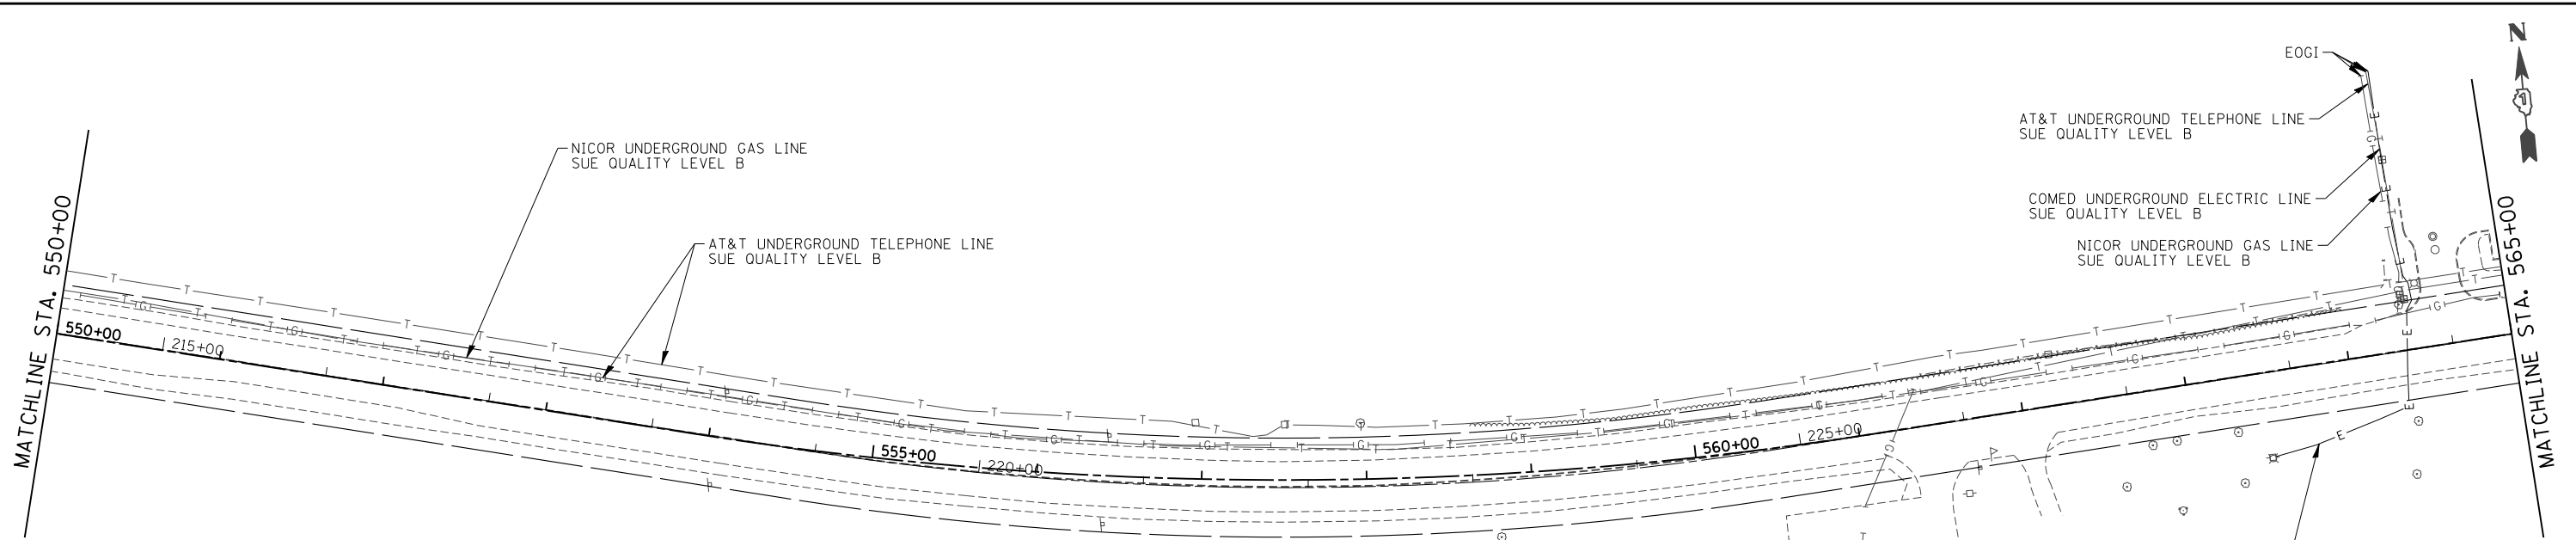 EOGI
N
AT&T UNDERGROUND TELEPHONE LINE
SUE QUALITY LEVEL B
NICOR UNDERGROUND GAS LINE
SUE QUALITY LEVEL B
COMED UNDERGROUND ELECTRIC LINE
SUE QUALITY LEVEL B
AT&T UNDERGROUND TELEPHONE LINE
SUE QUALITY LEVEL B
NICOR UNDERGROUND GAS LINE
SUE QUALITY LEVEL B
MATCHLINE STA. 550+00
MATCHLINE STA. 565+00
550+00
215+00
555+00
220+00
560+00
225+00